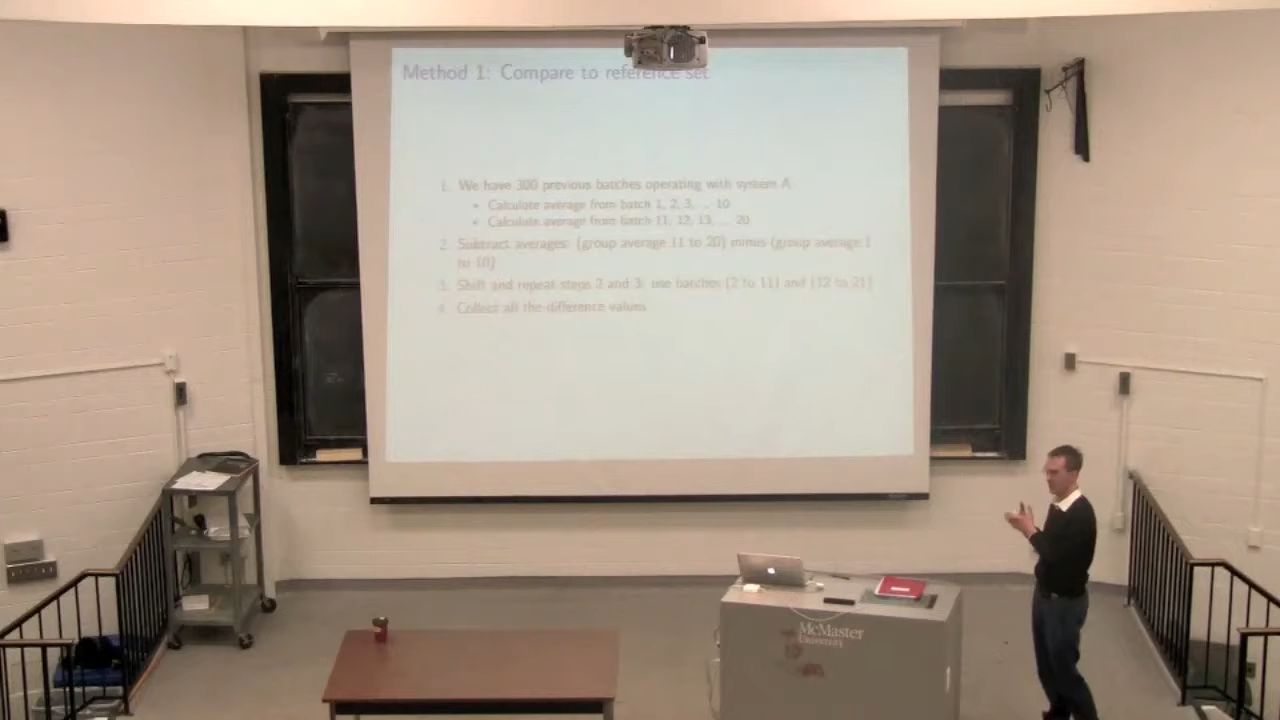 Method 1: Compare to reference set
1. We have 300 previous batches operating with system A
• Calculate average from batch 1, 2, 3, ... 10
• Calculate average from batch 11, 12, 13, ... 20
2. Subtract averages: (group average 11 to 20) minus (group average 1
to 10)
3. Shift and repeat steps 2 and 3: use batches (2 to 11) and (12 to 21)
4. Collect all the difference values
McMaster
University